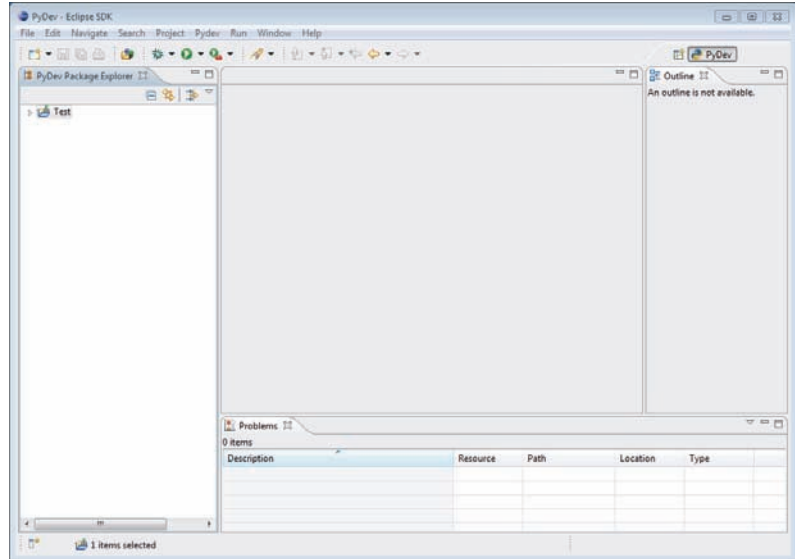 PyDev - Eclipse SDK
File Edit Navigate Search Project Pydev Run Window Help
PyDev
PyDev Package Explorer
Outline
An outline is not available.
Test
Problems
0 items
Description Resource Path Location Type
1 items selected